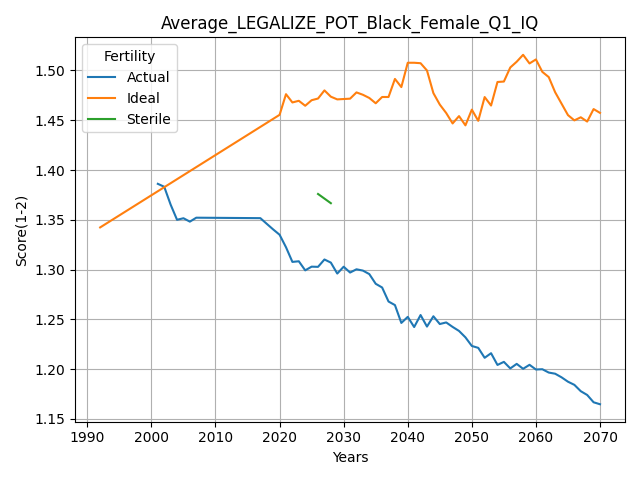 Average_LEGALIZE_POT_Black_Female_Q1_IQ
Fertility
Actual
Ideal
Sterile
Score(1-2)
1.50
1.45
1.40
1.35
1.30
1.25
1.20
1.15
1990 2000 2010 2020 2030 2040 2050 2060 2070
Years